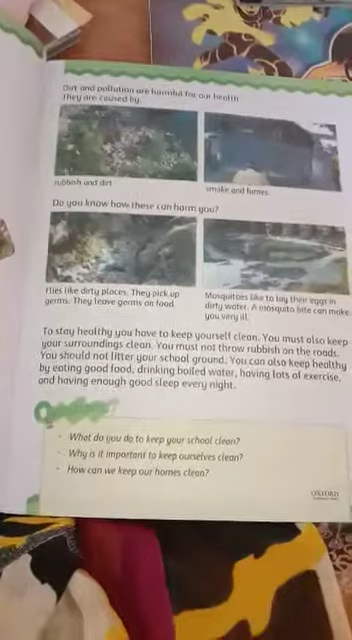 Dirt and pollution are harmful for our health.
They are caused by:
rubbish and dirt
smoke and fumes
Do you know how these can harm you?
Flies like dirty places. They pick up
germs. They leave germs on food.
Mosquitoes like to lay their eggs in
dirty water. A mosquito bite can make
you very ill.
To stay healthy you have to keep yourself clean. You must also keep
your surroundings clean. You must not throw rubbish on the roads.
You should not litter your school ground. You can also keep healthy
by eating good food, drinking boiled water, having lots of exercise,
and having enough good sleep every night.
- What do you do to keep your school clean?
- Why is it important to keep ourselves clean?
- How can we keep our homes clean?
OXFORD